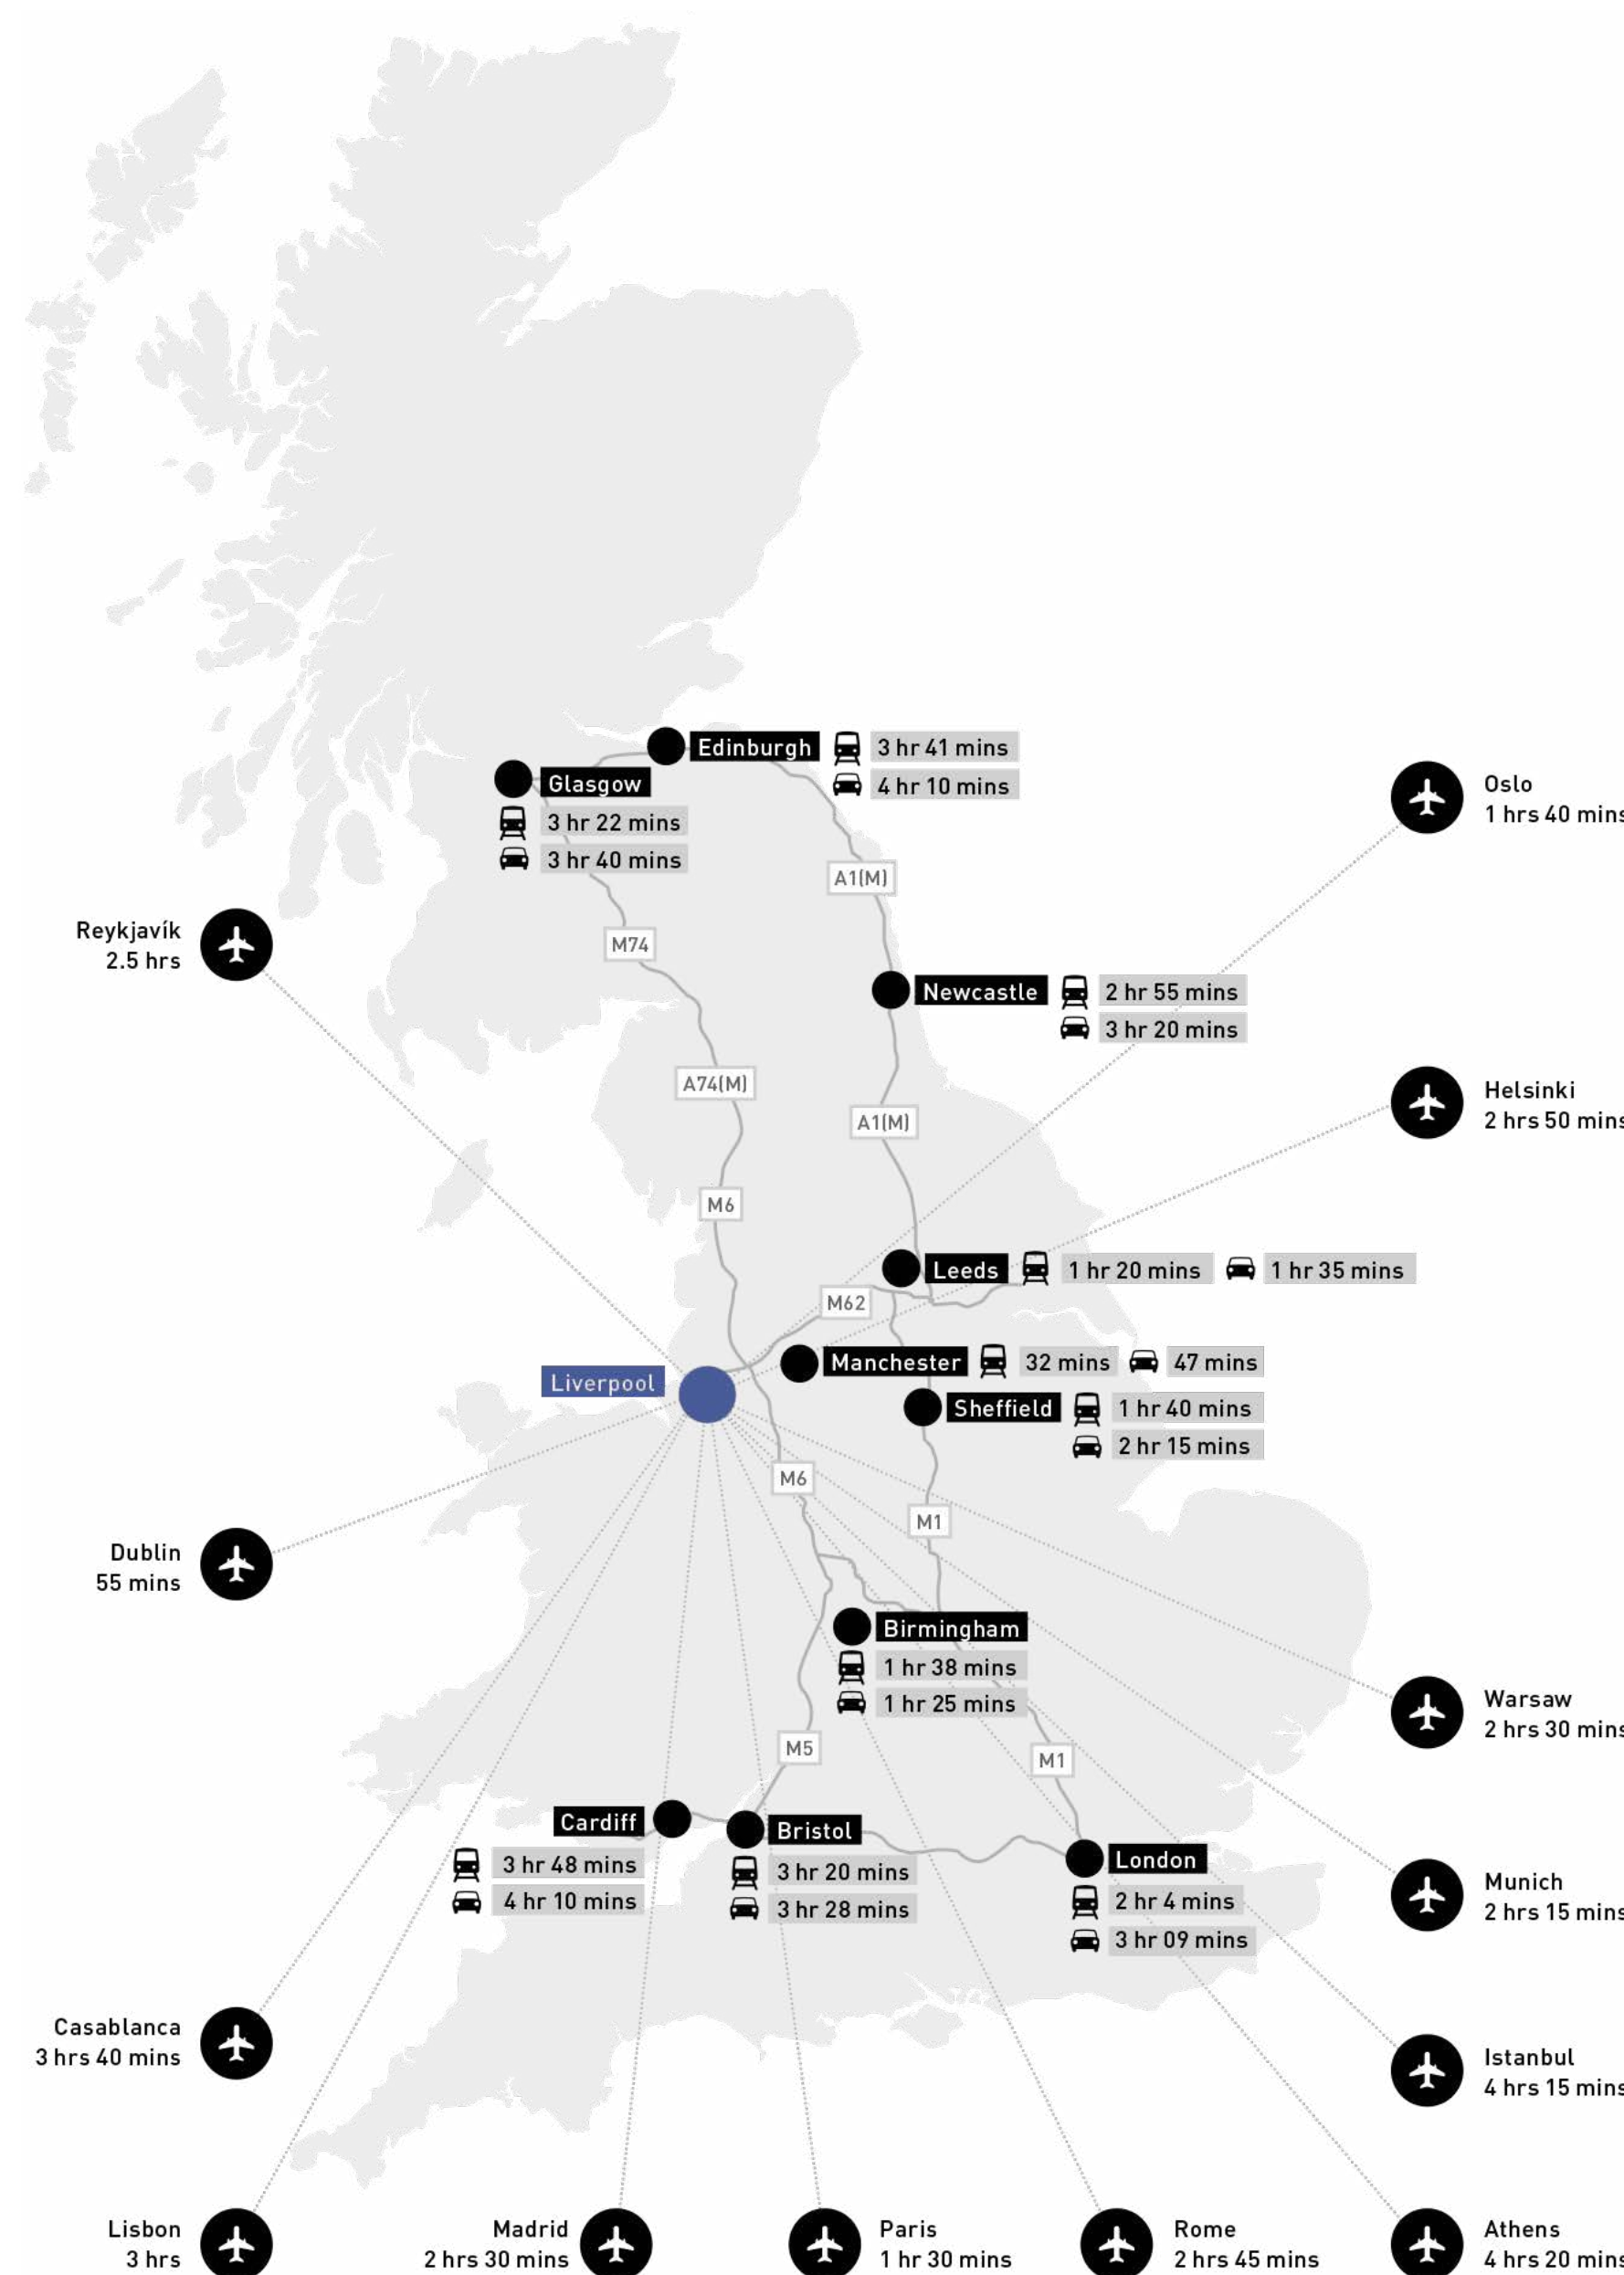 Edinburgh
3 hr 41 mins
4 hr 10 mins
Glasgow
3 hr 22 mins
3 hr 40 mins
Oslo
1 hrs 40 mins
A1(M)
Reykjavík
2.5 hrs
M74
Newcastle
2 hr 55 mins
3 hr 20 mins
A74(M)
Helsinki
2 hrs 50 mins
A1(M)
M6
Leeds
1 hr 20 mins
1 hr 35 mins
M62
Manchester
32 mins
47 mins
Liverpool
Sheffield
1 hr 40 mins
2 hr 15 mins
M6
M1
Dublin
55 mins
Birmingham
1 hr 38 mins
1 hr 25 mins
Warsaw
2 hrs 30 mins
M5
M1
Cardiff
3 hr 48 mins
4 hr 10 mins
Bristol
3 hr 20 mins
3 hr 28 mins
London
2 hr 4 mins
3 hr 09 mins
Munich
2 hrs 15 mins
Casablanca
3 hrs 40 mins
Istanbul
4 hrs 15 mins
Lisbon
3 hrs
Madrid
2 hrs 30 mins
Paris
1 hr 30 mins
Rome
2 hrs 45 mins
Athens
4 hrs 20 mins